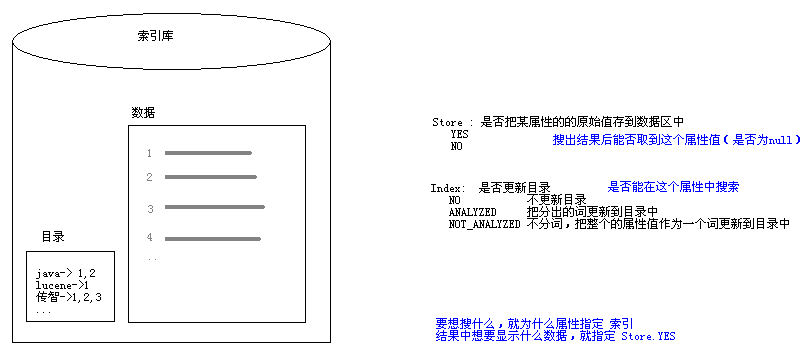 索引库
数据
1
2
3
4
..
目录
java-> 1,2
lucene->1
传智->1,2,3
...
Store : 是否把某属性的的原始值存到数据区中
YES
NO
搜出结果后能否取到这个属性值（是否为null）
Index: 是否更新目录 是否能在这个属性中搜索
NO 不更新目录
ANALYZED 把分出的词更新到目录中
NOT_ANALYZED 不分词，把整个的属性值作为一个词更新到目录中
要想搜什么，就为什么属性指定 索引
结果中想要显示什么数据，就指定 Store.YES